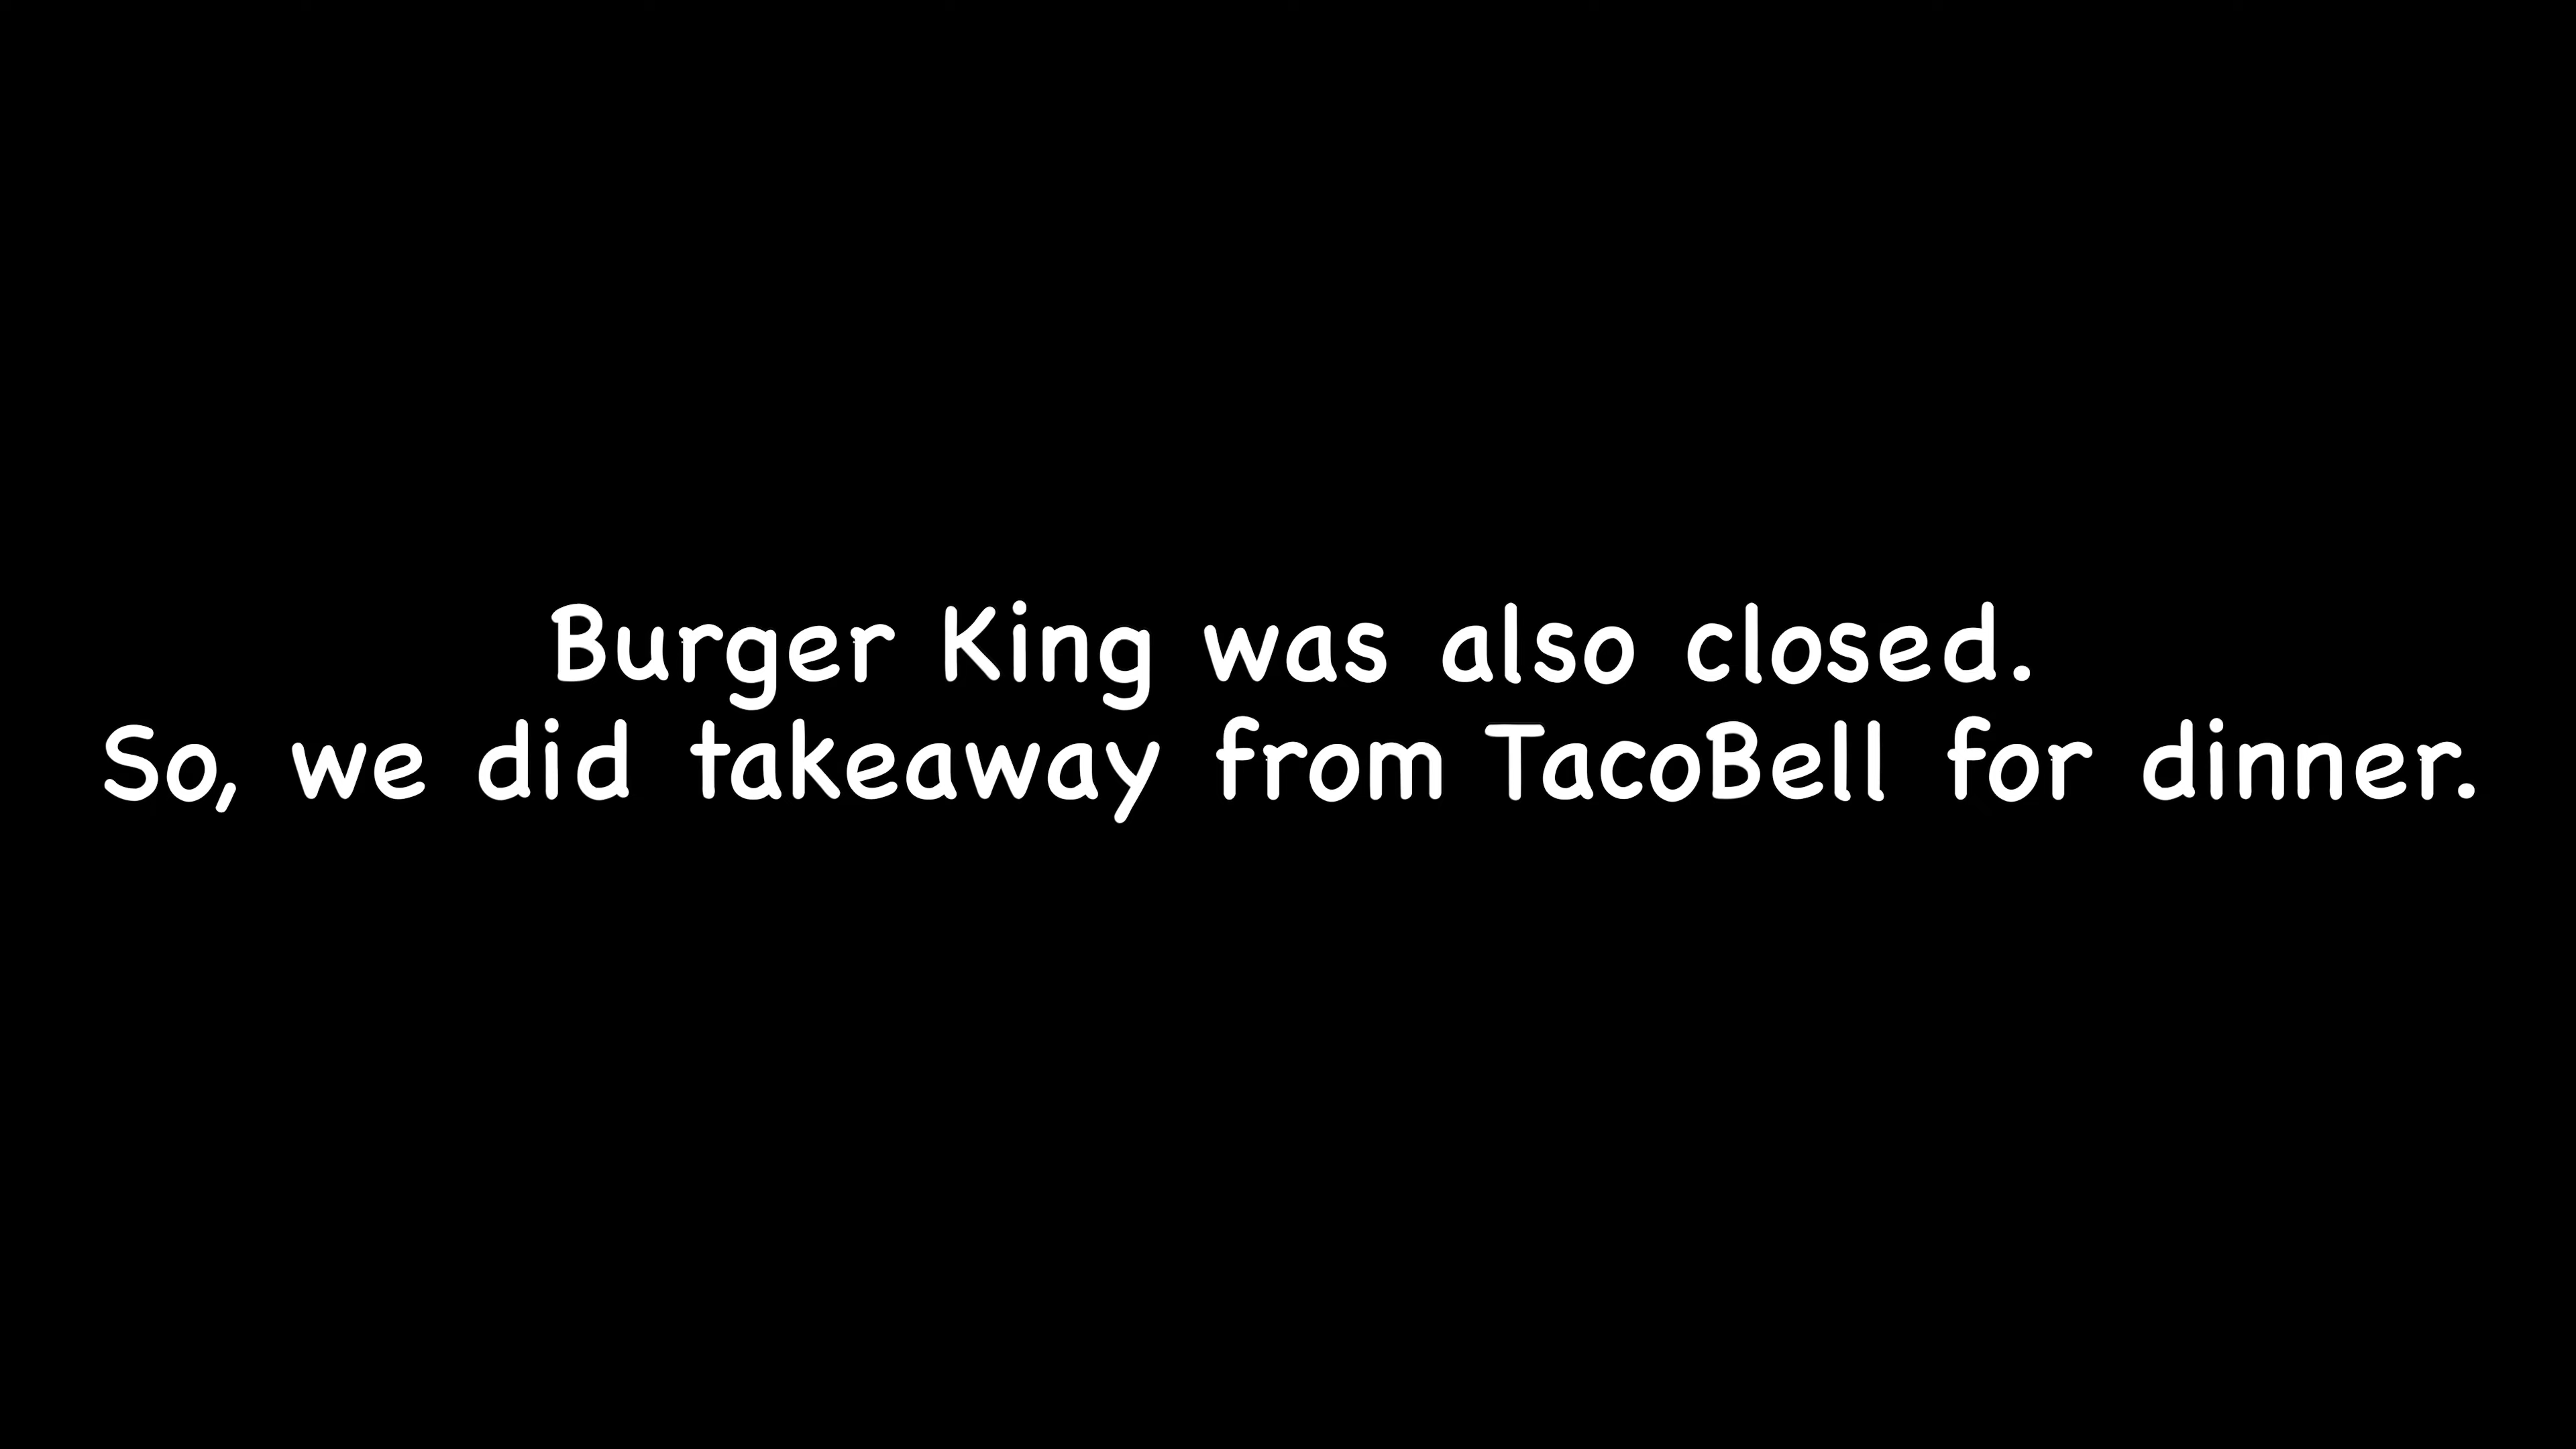 Burger King was also closed.
So, we did takeaway from TacoBell for dinner.